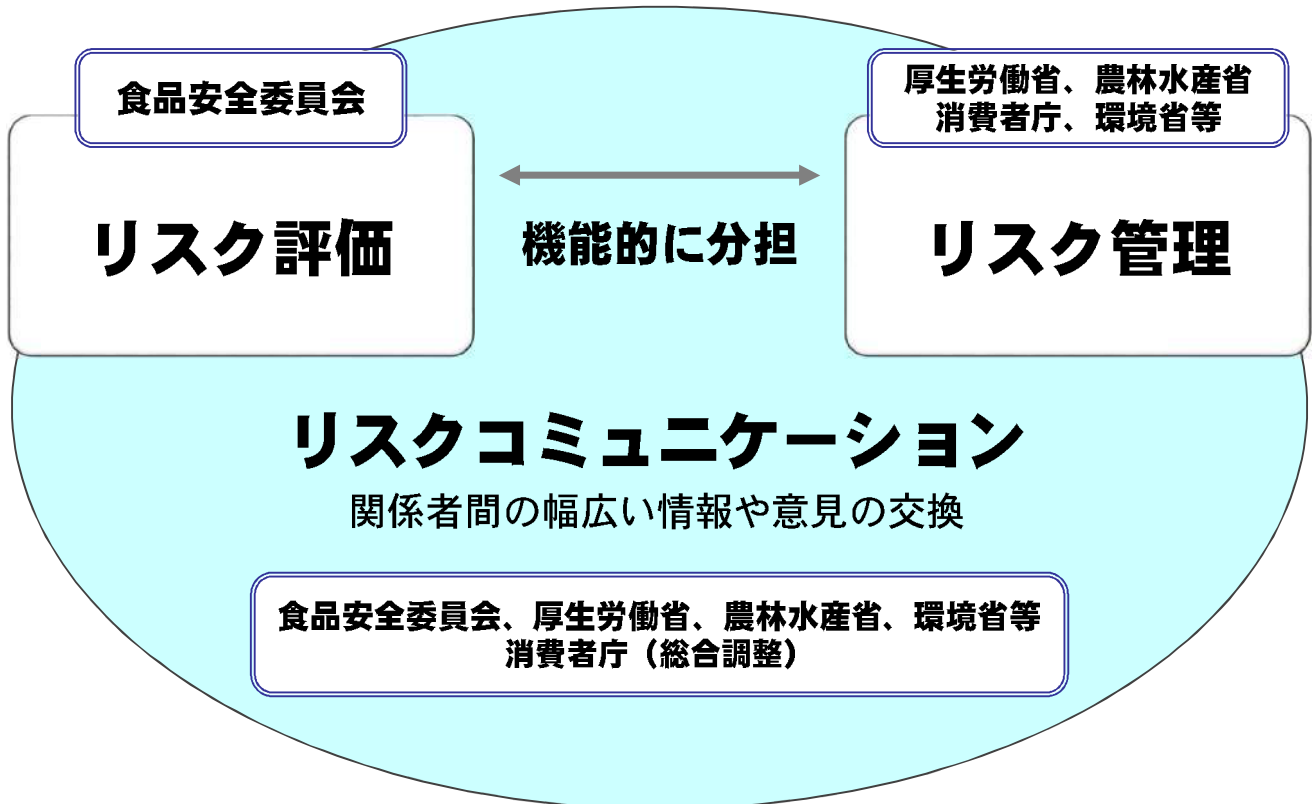 食品安全委員会
厚生労働省、農林水産省
消費者庁、環境省等
リスク評価
機能的に分担
リスク管理
リスクコミュニケーション
関係者間の幅広い情報や意見の交換
食品安全委員会、厚生労働省、農林水産省、環境省等
消費者庁（総合調整）